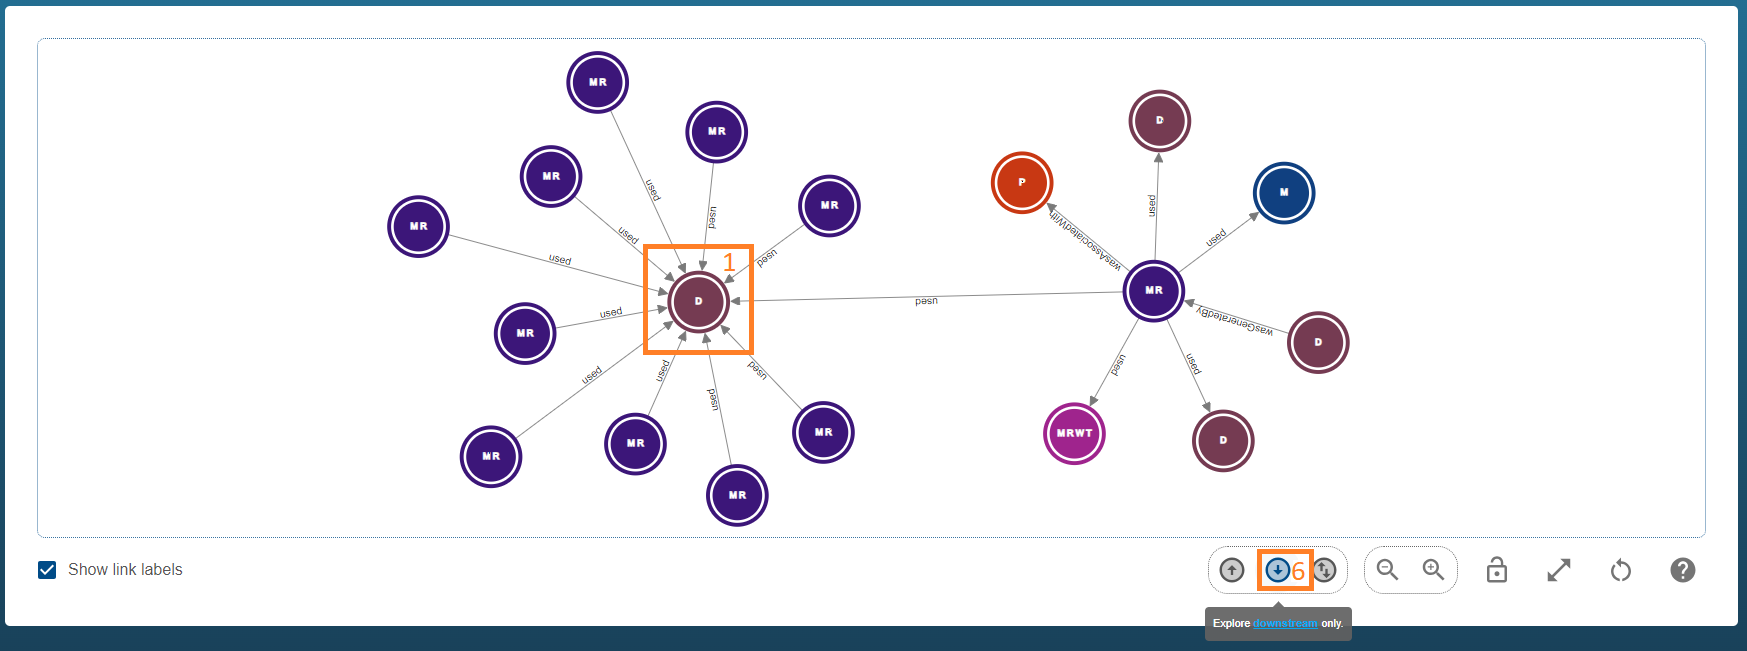 MR
MR
D
MR
P
M
MR
MR
used
used
used
wasAssociatedWith
used
used
used
used
1
D
used
MR
used
wasGeneratedBy
D
MR
used
used
used
used
used
used
used
MRWT
D
MR
MR
MR
MR
Show link labels
6
Explore downstream only.